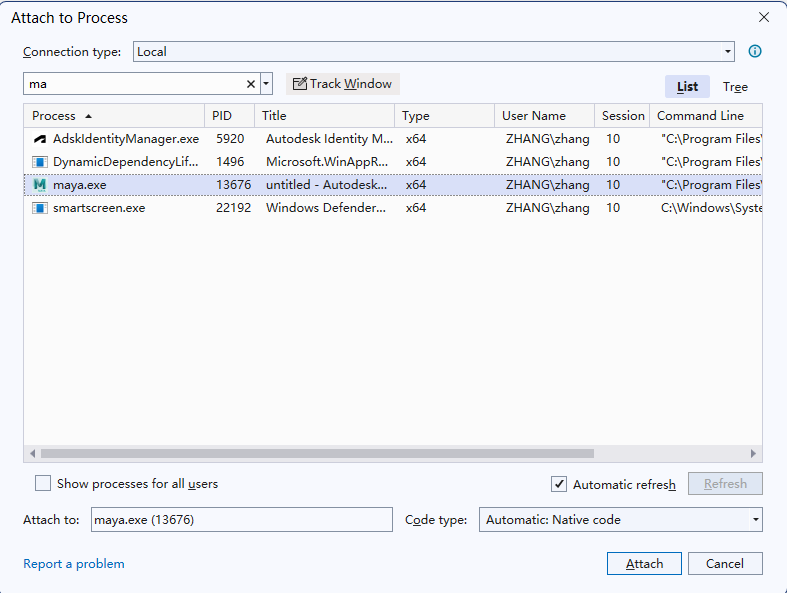 Attach to Process
Connection type: Local
ma Track Window List Tree
Process PID Title Type User Name Session Command Line
AdskIdentityManager.exe 5920 Autodesk Identity M... x64 ZHANG\zhang 10 "C:\Program Files\
DynamicDependencyLif... 1496 Microsoft.WinAppR... x64 ZHANG\zhang 10 "C:\Program Files\
maya.exe 13676 untitled - Autodesk... x64 ZHANG\zhang 10 "C:\Program Files\
smartscreen.exe 22192 Windows Defender... x64 ZHANG\zhang 10 C:\Windows\Syste
Show processes for all users Automatic refresh Refresh
Attach to: maya.exe (13676) Code type: Automatic: Native code
Report a problem Attach Cancel